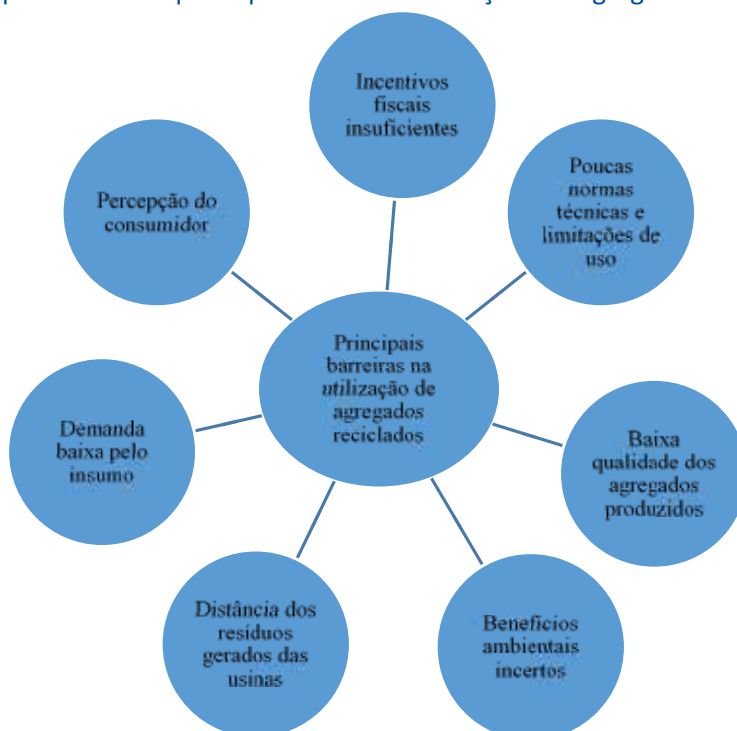 Incentivos
fiscais
insuficientes
Poucas
normas
técnicas e
limitações de
uso
Percepção do
consumidor
Principais
barreiras na
utilização de
agregados
reciclados
Demanda
baixa pelo
insumo
Baixa
qualidade dos
agregados
produzidos
Distância dos
resíduos
gerados das
usinas
Benefícios
ambientais
incertos